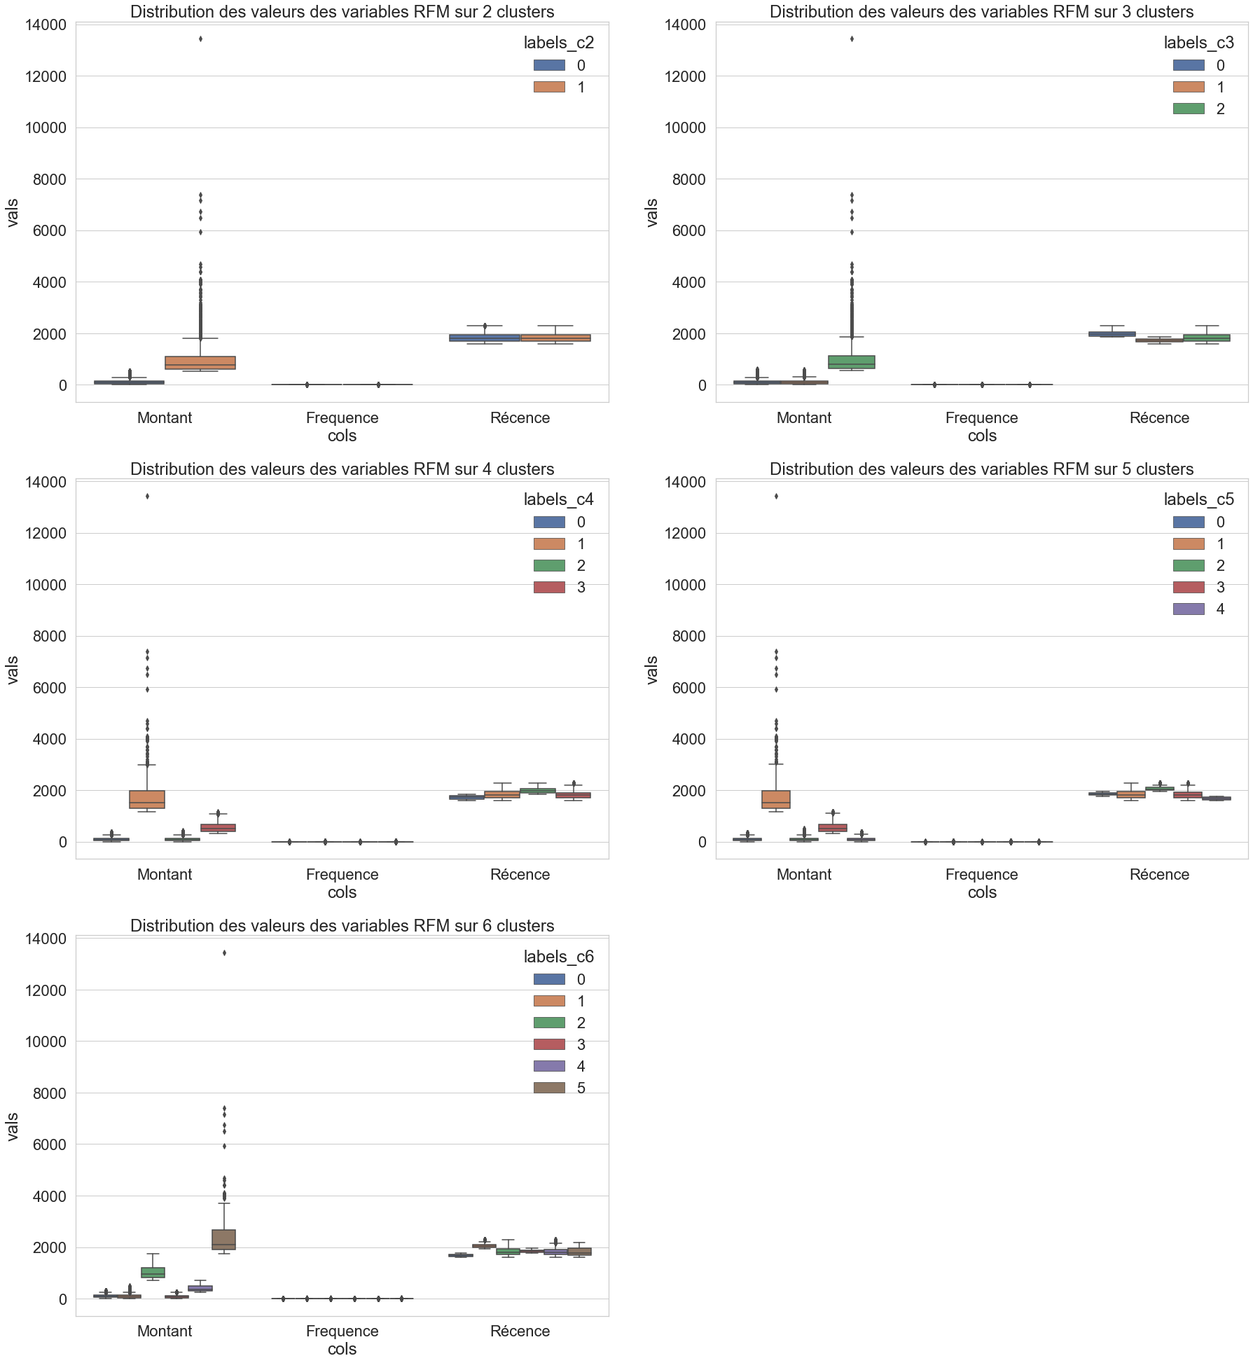 Distribution des valeurs des variables RFM sur 2 clusters
14000
12000
10000
8000
6000
4000
2000
0
vals
labels_c2
0
1
Montant
Frequence
Récence
cols
Distribution des valeurs des variables RFM sur 3 clusters
14000
12000
10000
8000
6000
4000
2000
0
vals
labels_c3
0
1
2
Montant
Frequence
Récence
cols
Distribution des valeurs des variables RFM sur 4 clusters
14000
12000
10000
8000
6000
4000
2000
0
vals
labels_c4
0
1
2
3
Montant
Frequence
Récence
cols
Distribution des valeurs des variables RFM sur 5 clusters
14000
12000
10000
8000
6000
4000
2000
0
vals
labels_c5
0
1
2
3
4
Montant
Frequence
Récence
cols
Distribution des valeurs des variables RFM sur 6 clusters
14000
12000
10000
8000
6000
4000
2000
0
vals
labels_c6
0
1
2
3
4
5
Montant
Frequence
Récence
cols